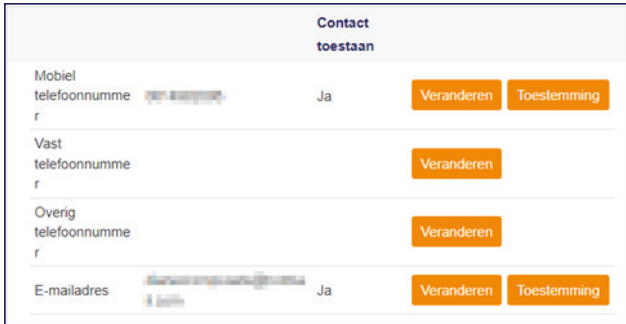 Contact
toestaan
Mobiel
telefoonnumme
r
Ja
Veranderen
Toestemming
Vast
telefoonnumme
r
Veranderen
Overig
telefoonnumme
r
Veranderen
E-mailadres
Ja
Veranderen
Toestemming